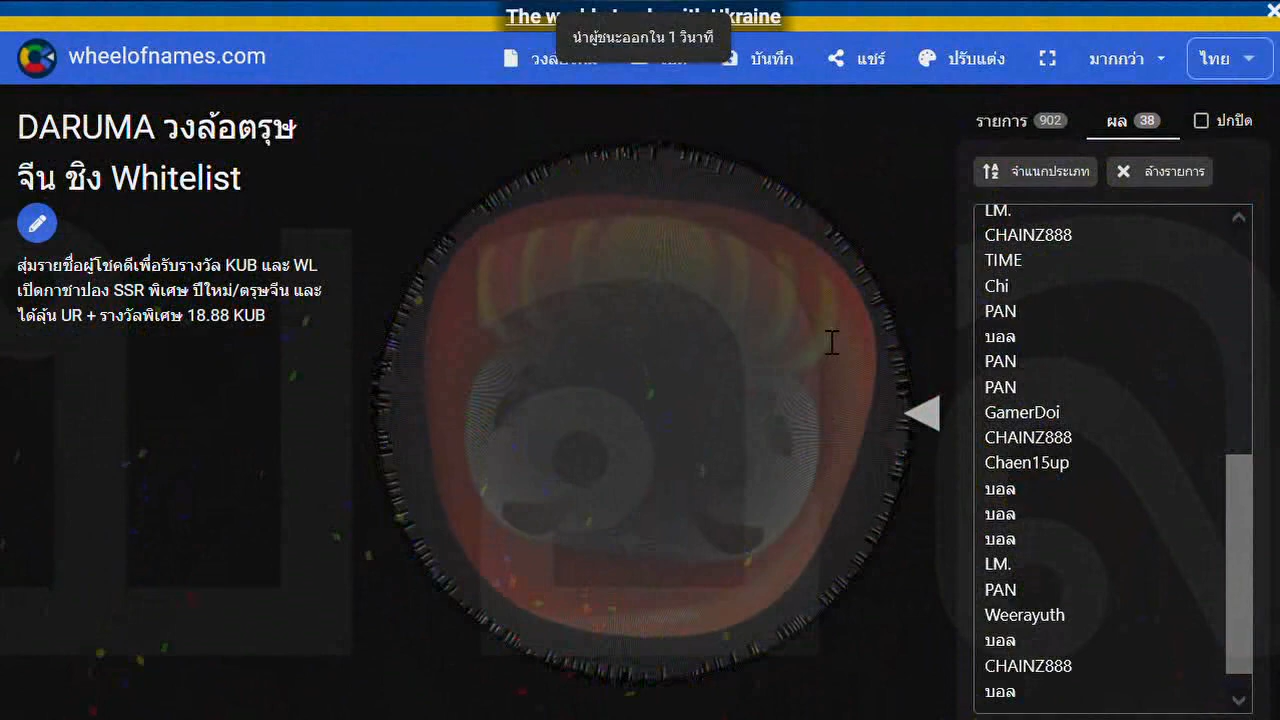 The w
kraine
นำผู้ชนะออกใน 1 วินาที
wheelofnames.com
บันทึก
แชร์
ปรับแต่ง
มากกว่า
ไทย
DARUMA วงล้อตรุษ
จีน ชิง Whitelist
สุ่มรายชื่อผู้โชคดีเพื่อรับรางวัล KUB และ WL
เปิดกาชาปอง SSR พิเศษ ปีใหม่/ตรุษจีน และ
ได้ลุ้น UR + รางวัลพิเศษ 18.88 KUB
รายการ 902
ผล 38
ปกปิด
จำแนกประเภท
ล้างรายการ
LM.
CHAINZ888
TIME
Chi
PAN
บอล
PAN
PAN
GamerDoi
CHAINZ888
Chaen15up
บอล
บอล
บอล
LM.
PAN
Weerayuth
บอล
CHAINZ888
บอล